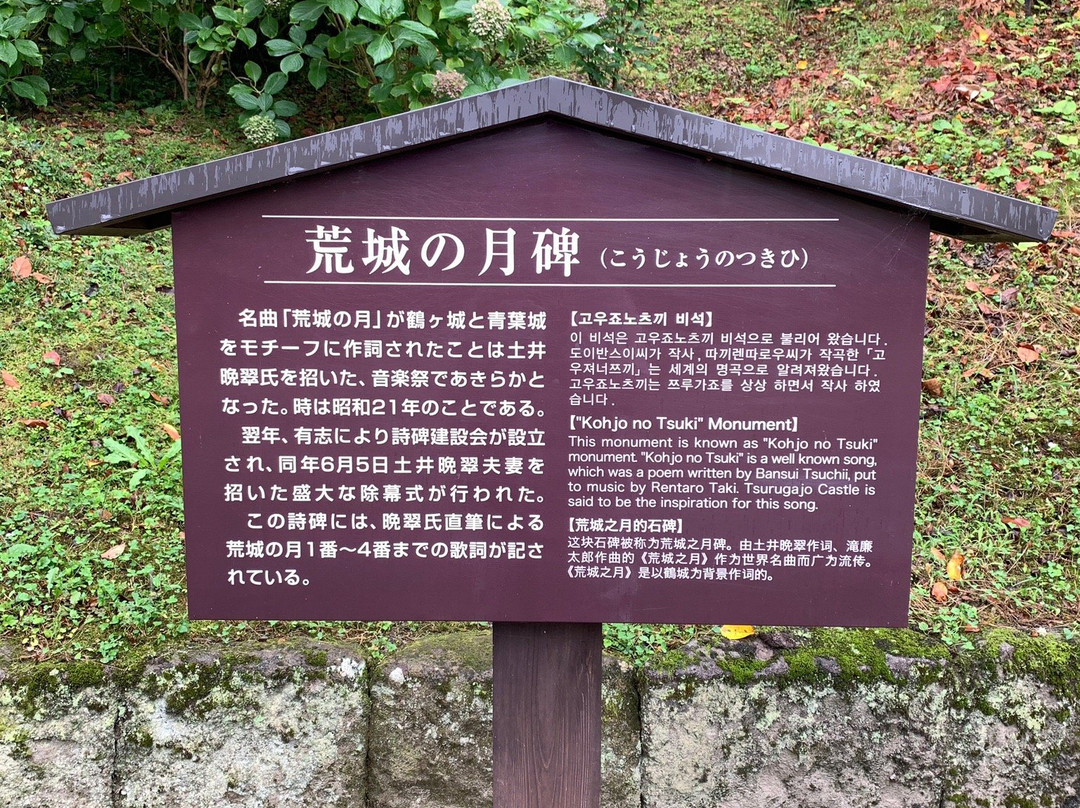 荒城の月碑 (こうじょうのつきひ)
名曲「荒城の月」が鶴ヶ城と青葉城
をモチーフに作詞されたことは土井
晩翠氏を招いた、音楽祭であきらかと
なった。時は昭和21年のことである。
翌年、有志により詩碑建設会が設立
され、同年6月5日土井晩翠夫妻を
招いた盛大な除幕式が行われた。
この詩碑には、晩翠氏直筆による
荒城の月1番〜4番までの歌詞が記さ
れている。
【고우죠노츠끼 비석】
이 비석은 고우죠노츠끼 비석으로 불리어 왔습니다.
도이반스이씨가 작사, 따끼렌따로우씨가 작곡한「고
우져너쯔끼」는 세계의 명곡으로 알려져왔습니다.
고우죠노츠끼는 쯔루가죠를 상상 하면서 작사 하였
습니다.
【"Kohjo no Tsuki" Monument】
This monument is known as "Kohjo no Tsuki"
monument. "Kohjo no Tsuki" is a well known song,
which was a poem written by Bansui Tsuchii, put
to music by Rentaro Taki. Tsurugajo Castle is
said to be the inspiration for this song.
【荒城之月的石碑】
这块石碑被称为荒城之月碑。由土井晩翠作词、滝廉
太郎作曲的《荒城之月》作为世界名曲而广为流传。
《荒城之月》是以鹤城为背景作词的。